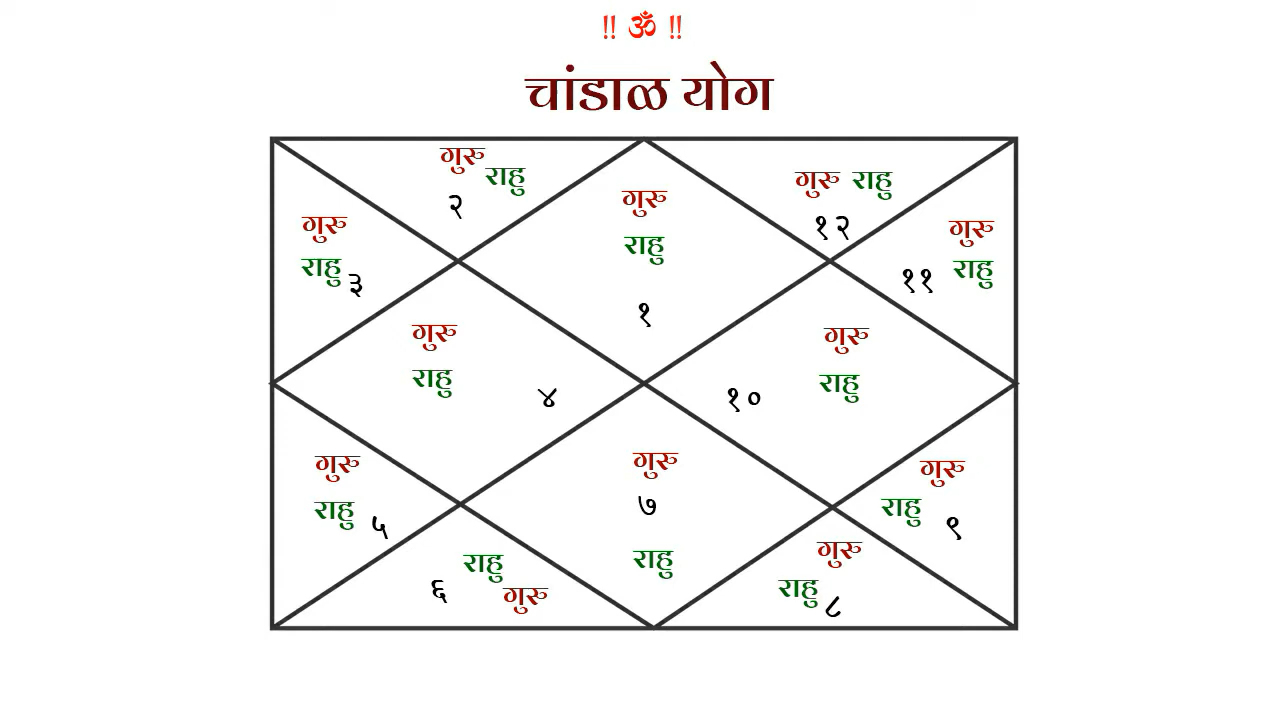 !! ॐ !!
चांडाळ योग
गुरु
राहु
२
गुरु
राहु
१
गुरु राहु
१२
गुरु
राहु ३
गुरु
राहु
११
गुरु
राहु
४
गुरु
राहु
१०
गुरु
राहु ५
गुरु
७
राहु
गुरु
राहु
९
राहु
गुरु
६
गुरु
राहु ८